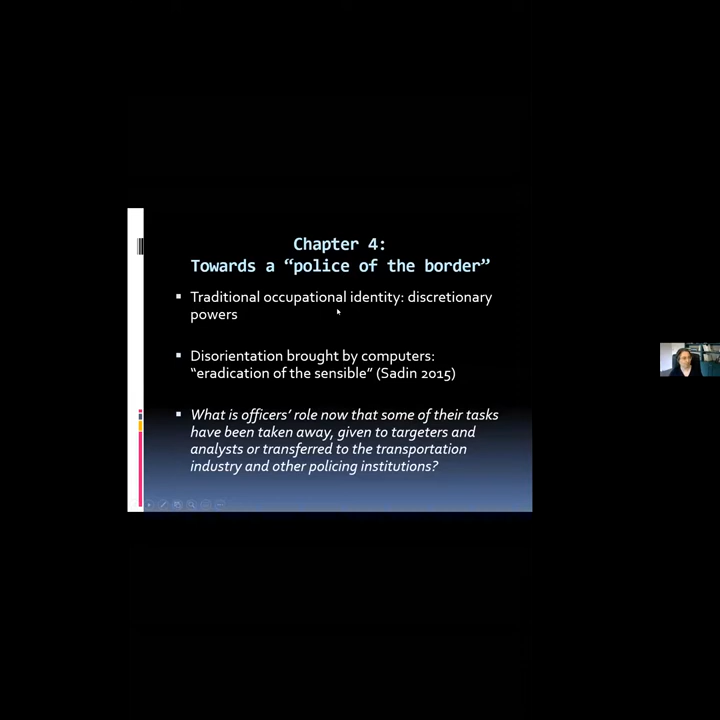 Chapter 4:
Towards a “police of the border”
▪ Traditional occupational identity: discretionary
powers
▪ Disorientation brought by computers:
“eradication of the sensible” (Sadin 2015)
▪ What is officers’ role now that some of their tasks
have been taken away, given to targeters and
analysts or transferred to the transportation
industry and other policing institutions?